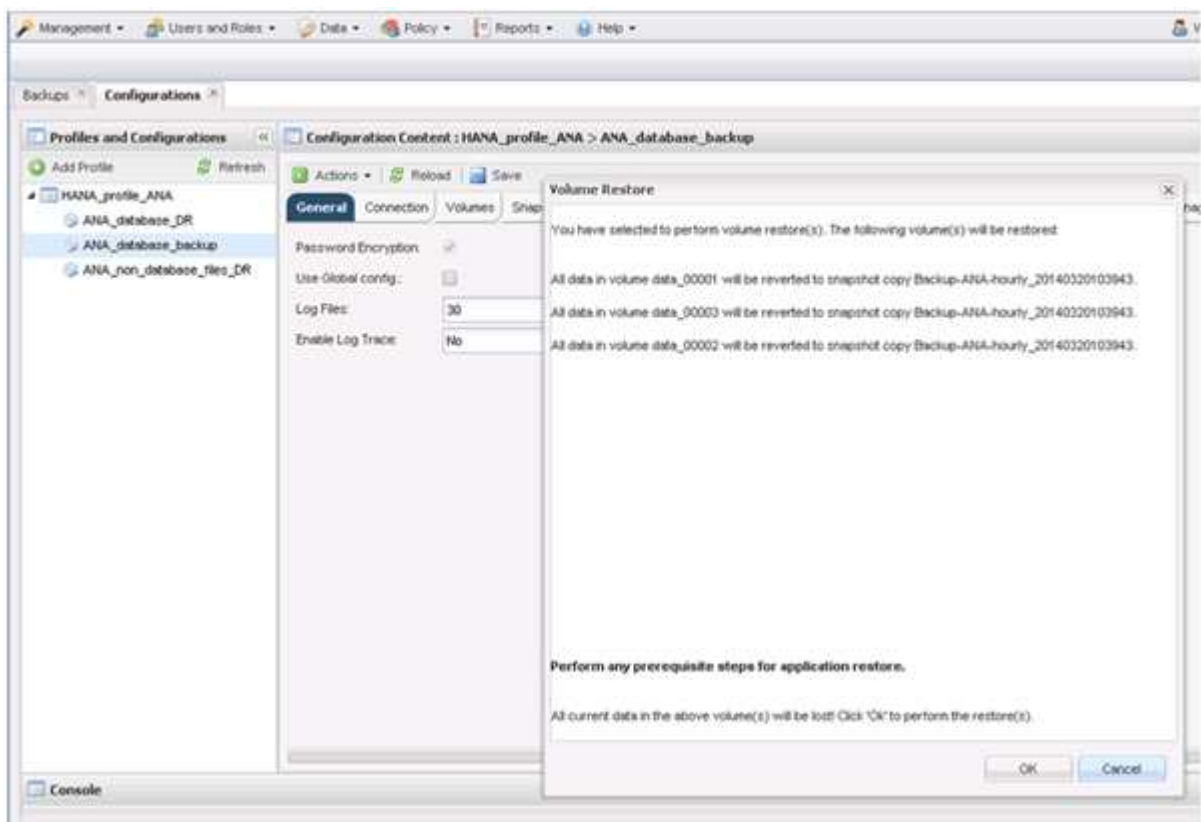 Management Users and Roles Data Policy Reports Help
Backups Configurations
Profiles and Configurations
Add Profile Refresh
HANA_profile_ANA
ANA_database_DR
ANA_database_backup
ANA_non_database_files_DR
Configuration Content : HANA_profile_ANA > ANA_database_backup
Actions Reload Save
General Connection Volumes Snap
Password Encryption:
Use Global config.:
Log Files: 30
Enable Log Trace: No
Volume Restore
You have selected to perform volume restore(s). The following volume(s) will be restored:
All data in volume data_00001 will be reverted to snapshot copy Backup-ANA-hourly_20140320103943.
All data in volume data_00003 will be reverted to snapshot copy Backup-ANA-hourly_20140320103943.
All data in volume data_00002 will be reverted to snapshot copy Backup-ANA-hourly_20140320103943.
Perform any prerequisite steps for application restore.
All current data in the above volume(s) will be lost! Click 'Ok' to perform the restore(s).
OK Cancel
Console